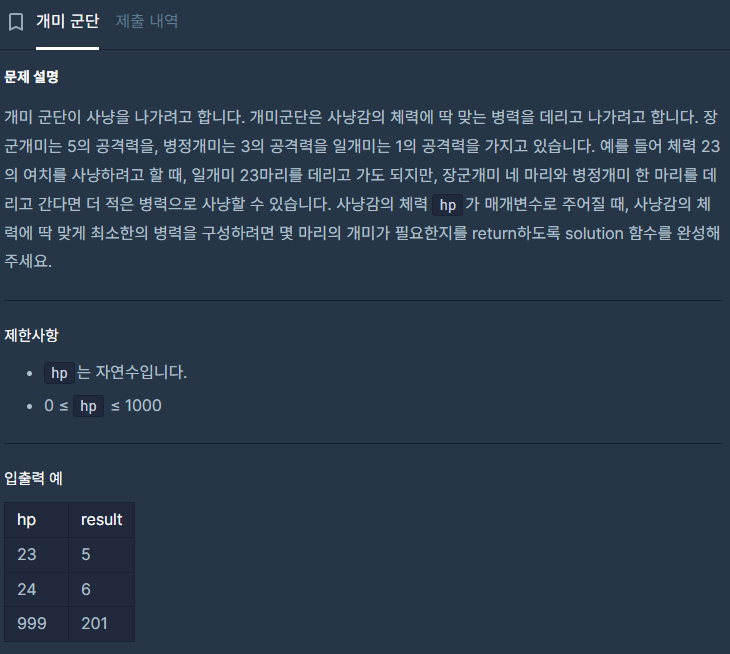 개미 군단 제출 내역
문제 설명
개미 군단이 사냥을 나가려고 합니다. 개미군단은 사냥감의 체력에 딱 맞는 병력을 데리고 나가려고 합니다. 장
군개미는 5의 공격력을, 병정개미는 3의 공격력을 일개미는 1의 공격력을 가지고 있습니다. 예를 들어 체력 23
의 여치를 사냥하려고 할 때, 일개미 23마리를 데리고 가도 되지만, 장군개미 네 마리와 병정개미 한 마리를 데
리고 간다면 더 적은 병력으로 사냥할 수 있습니다. 사냥감의 체력 hp 가 매개변수로 주어질 때, 사냥감의 체
력에 딱 맞게 최소한의 병력을 구성하려면 몇 마리의 개미가 필요한지를 return하도록 solution 함수를 완성해
주세요.
제한사항
• hp 는 자연수입니다.
• 0 ≤ hp ≤ 1000
입출력 예
hp result
23 5
24 6
999 201